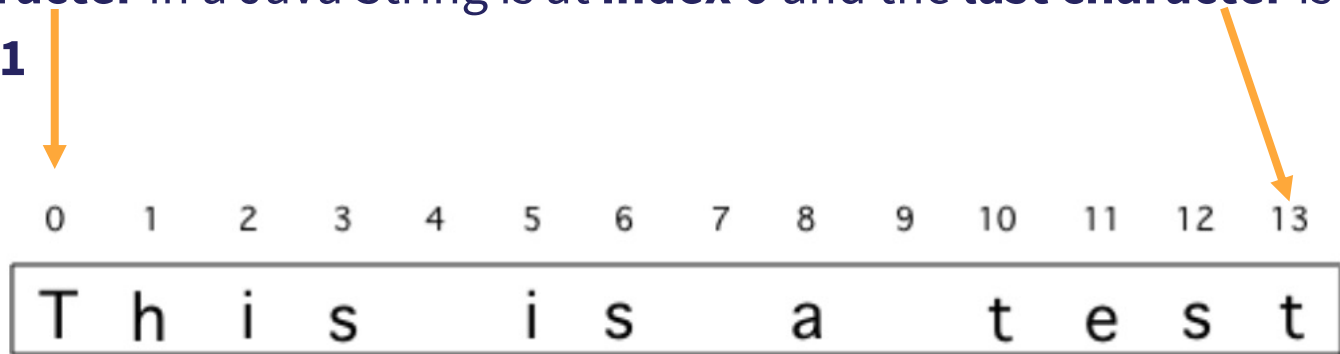 racter in a Java String is at index 0 and the last character is
1
0 1 2 3 4 5 6 7 8 9 10 11 12 13
T h i s i s a t e s t